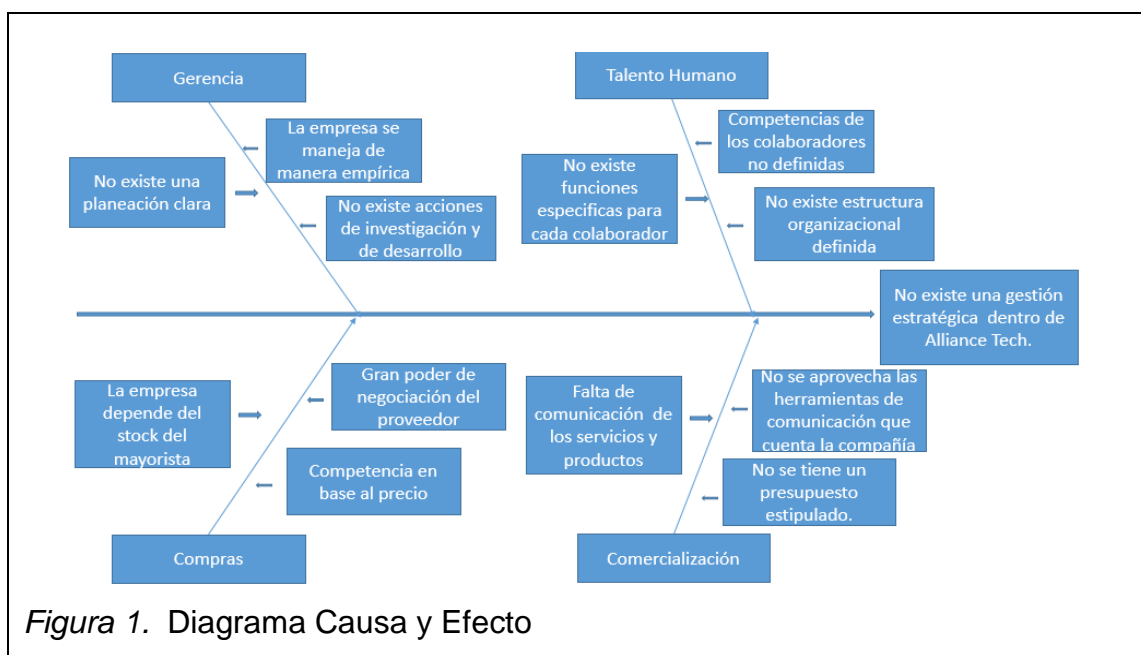 Gerencia
La empresa se
maneja de
manera empírica
No existe una
planeación clara
No existe acciones
de investigación y
de desarrollo
Talento Humano
Competencias de
los colaboradores
no definidas
No existe
funciones
especificas para
cada colaborador
No existe estructura
organizacional
definida
No existe una gestión
estratégica dentro de
Alliance Tech.
La empresa
depende del
stock del
mayorista
Gran poder de
negociación del
proveedor
Competencia en
base al precio
Compras
Falta de
comunicación de
los servicios y
productos
No se aprovecha las
herramientas de
comunicación que
cuenta la compañía
No se tiene un
presupuesto
estipulado.
Comercialización
Figura 1. Diagrama Causa y Efecto